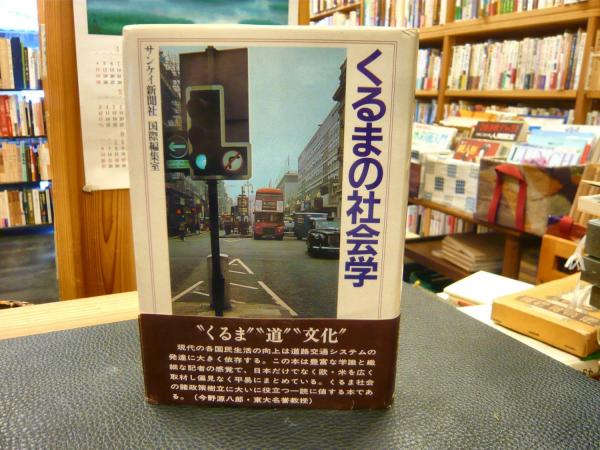 くるまの社会学
サンケイ新聞社 国際編集室
〝くるま〟〝道〟〝文化〟
現代の各国民生活の向上は道路交通システムの
発達に大きく依存する。この本は豊富な学識と繊
細な記者の感覚で、日本だけでなく欧・米を広く
取材し偏見なく平易にまとめている。くるま社会
の諸政策樹立に大いに役立つ一読に値する本であ
る。（今野源八郎・東大名誉教授）